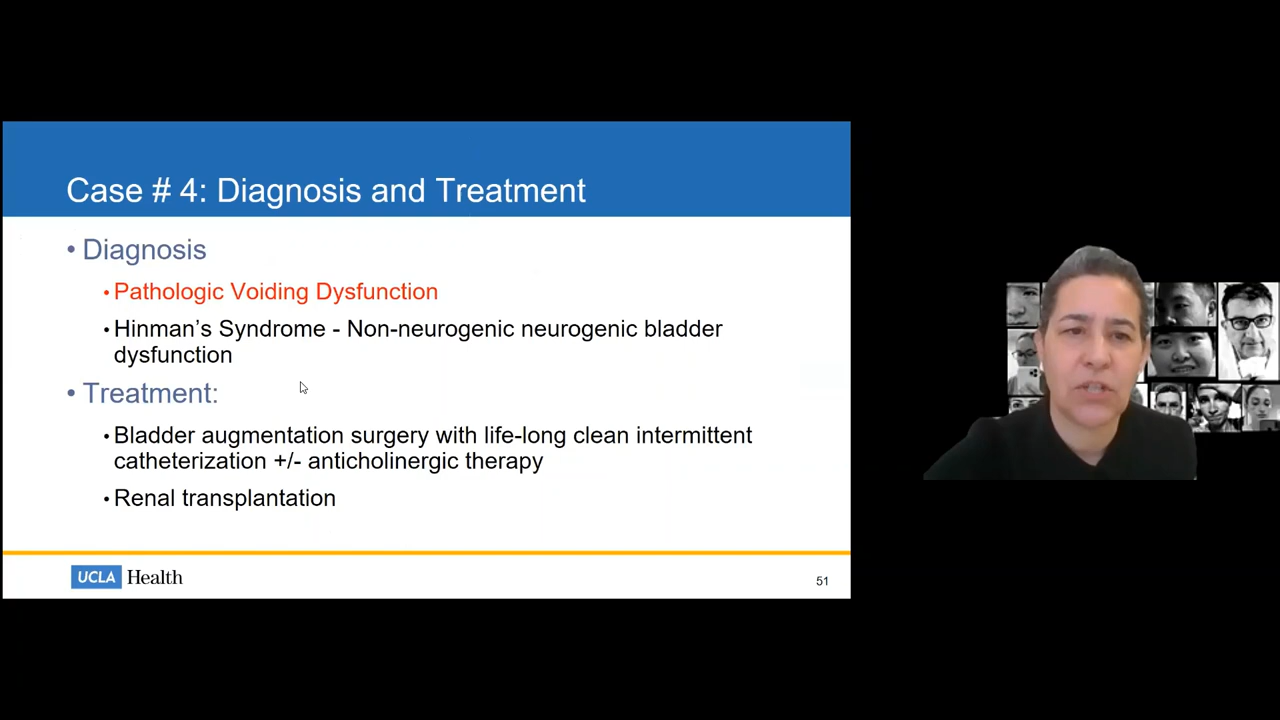 Case # 4: Diagnosis and Treatment
• Diagnosis
• Pathologic Voiding Dysfunction
• Hinman’s Syndrome - Non-neurogenic neurogenic bladder
dysfunction
• Treatment:
• Bladder augmentation surgery with life-long clean intermittent
catheterization +/- anticholinergic therapy
• Renal transplantation
UCLA Health
51